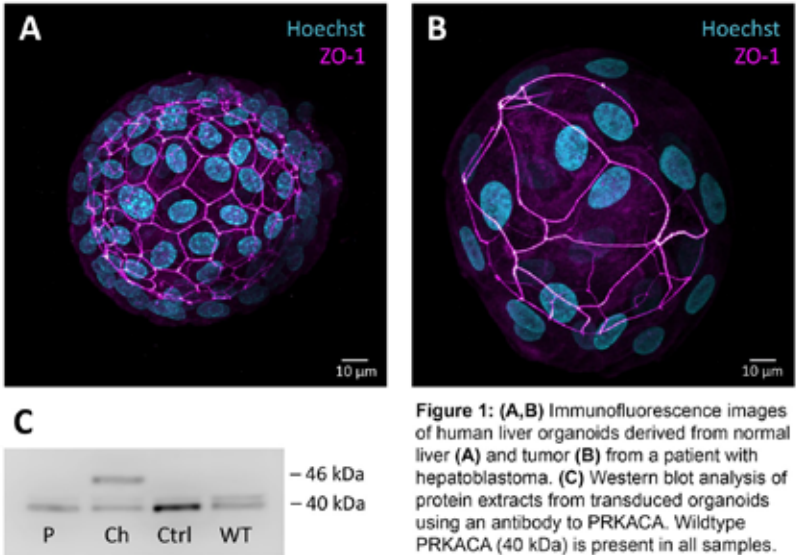 A
Hoechst
ZO-1
10 µm
B
Hoechst
ZO-1
10 µm
C
– 46 kDa
– 40 kDa
P Ch Ctrl WT
Figure 1: (A,B) Immunofluorescence images
of human liver organoids derived from normal
liver (A) and tumor (B) from a patient with
hepatoblastoma. (C) Western blot analysis of
protein extracts from transduced organoids
using an antibody to PRKACA. Wildtype
PRKACA (40 kDa) is present in all samples.